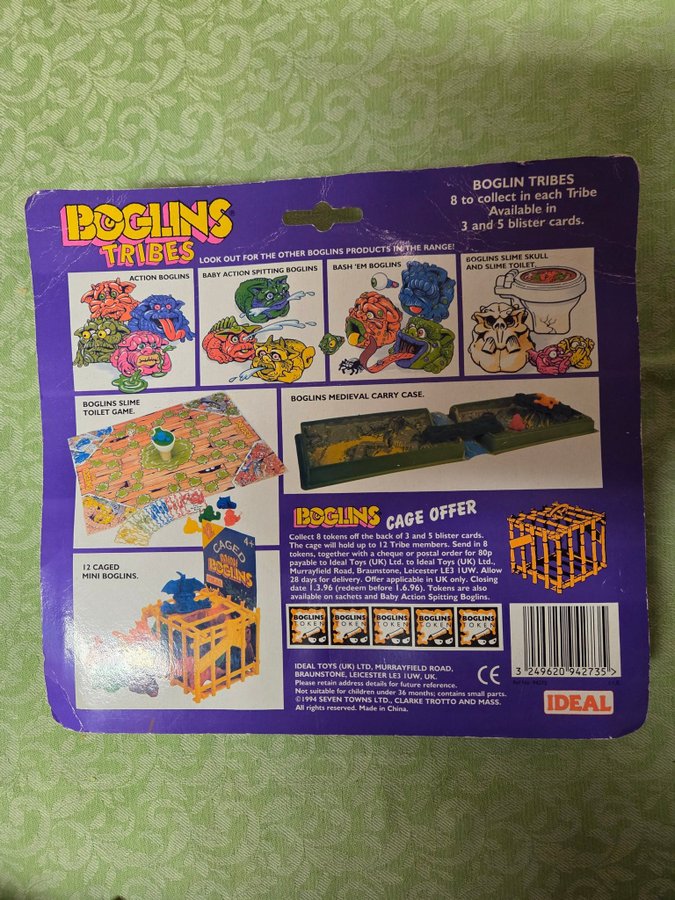 BOGLINS
TRIBES
BOGLIN TRIBES
8 to collect in each Tribe
Available in
3 and 5 blister cards.
LOOK OUT FOR THE OTHER BOGLINS PRODUCTS IN THE RANGE!
ACTION BOGLINS
BABY ACTION SPITTING BOGLINS
BASH 'EM BOGLINS
BOGLINS SLIME SKULL
AND SLIME TOILET.
BOGLINS SLIME
TOILET GAME.
BOGLINS MEDIEVAL CARRY CASE.
12 CAGED
MINI BOGLINS.
CAGED
4+
MINI
BOGLINS
BOGLINS CAGE OFFER
Collect 8 tokens off the back of 3 and 5 blister cards.
The cage will hold up to 12 Tribe members. Send in 8
tokens, together with a cheque or postal order for 80p
payable to Ideal Toys (UK) Ltd. to Ideal Toys (UK) Ltd.,
Murrayfield Road, Braunstone, Leicester LE3 1UW. Allow
28 days for delivery. Offer applicable in UK only. Closing
date 1.3.96 (redeem before 1.6.96). Tokens are also
available on sachets and Baby Action Spitting Boglins.
BOGLINS TOKEN
BOGLINS TOKEN
BOGLINS TOKEN
BOGLINS TOKEN
BOGLINS TOKEN
IDEAL TOYS (UK) LTD, MURRAYFIELD ROAD,
BRAUNSTONE, LEICESTER LE3 1UW, UK.
Please retain address details for future reference.
Not suitable for children under 36 months; contains small parts.
©1994 SEVEN TOWNS LTD., CLARKE TROTTO AND MASS.
All rights reserved. Made in China.
CE
3 249620 942735 >
IDEAL